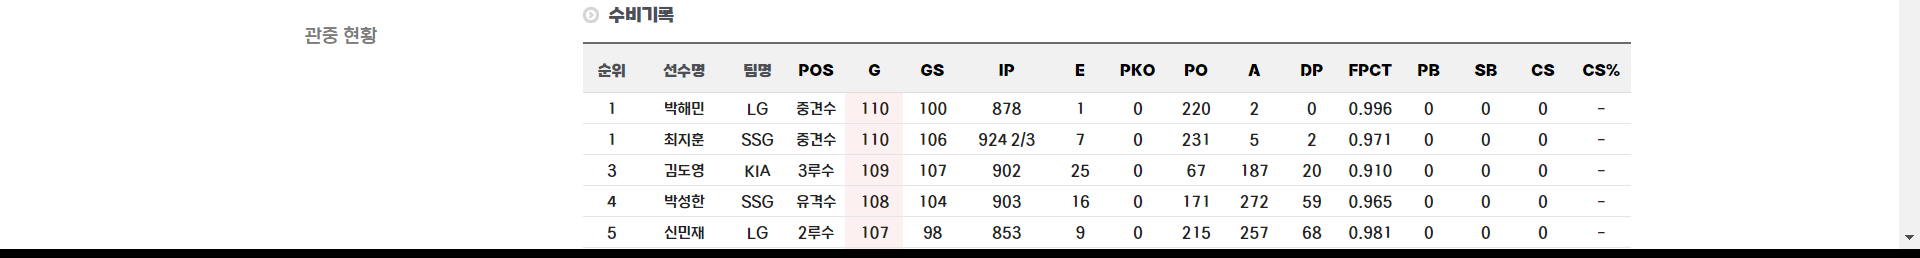 수비기록
관중 현황
순위 선수명 팀명 POS G GS IP E PKO PO A DP FPCT PB SB CS CS%
1 박해민 LG 중견수 110 100 878 1 0 220 2 0 0.996 0 0 0 -
1 최지훈 SSG 중견수 110 106 924 2/3 7 0 231 5 2 0.971 0 0 0 -
3 김도영 KIA 3루수 109 107 902 25 0 67 187 20 0.910 0 0 0 -
4 박성한 SSG 유격수 108 104 903 16 0 171 272 59 0.965 0 0 0 -
5 신민재 LG 2루수 107 98 853 9 0 215 257 68 0.981 0 0 0 -